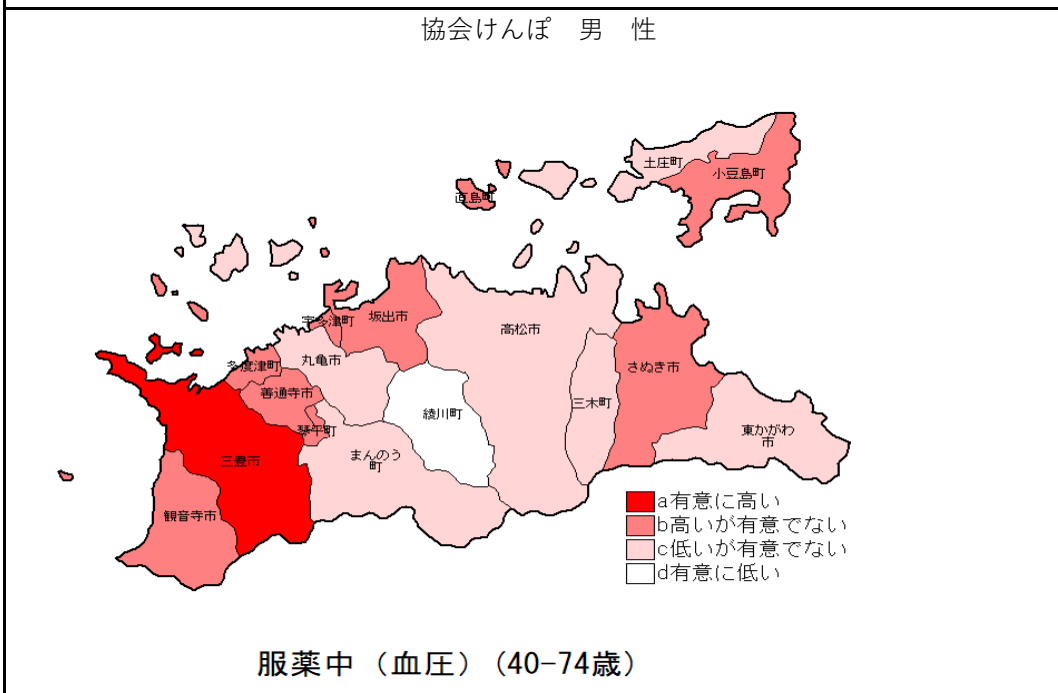 協会けんぽ　男　性
土庄町
小豆島町
直島町
宇多津町
坂出市
高松市
多度津町
丸亀市
さぬき市
善通寺市
三木町
綾川町
琴平町
東かがわ
市
まんのう
町
三豊市
観音寺市
a有意に高い
b高いが有意でない
c低いが有意でない
d有意に低い
服薬中（血圧）（40-74歳）